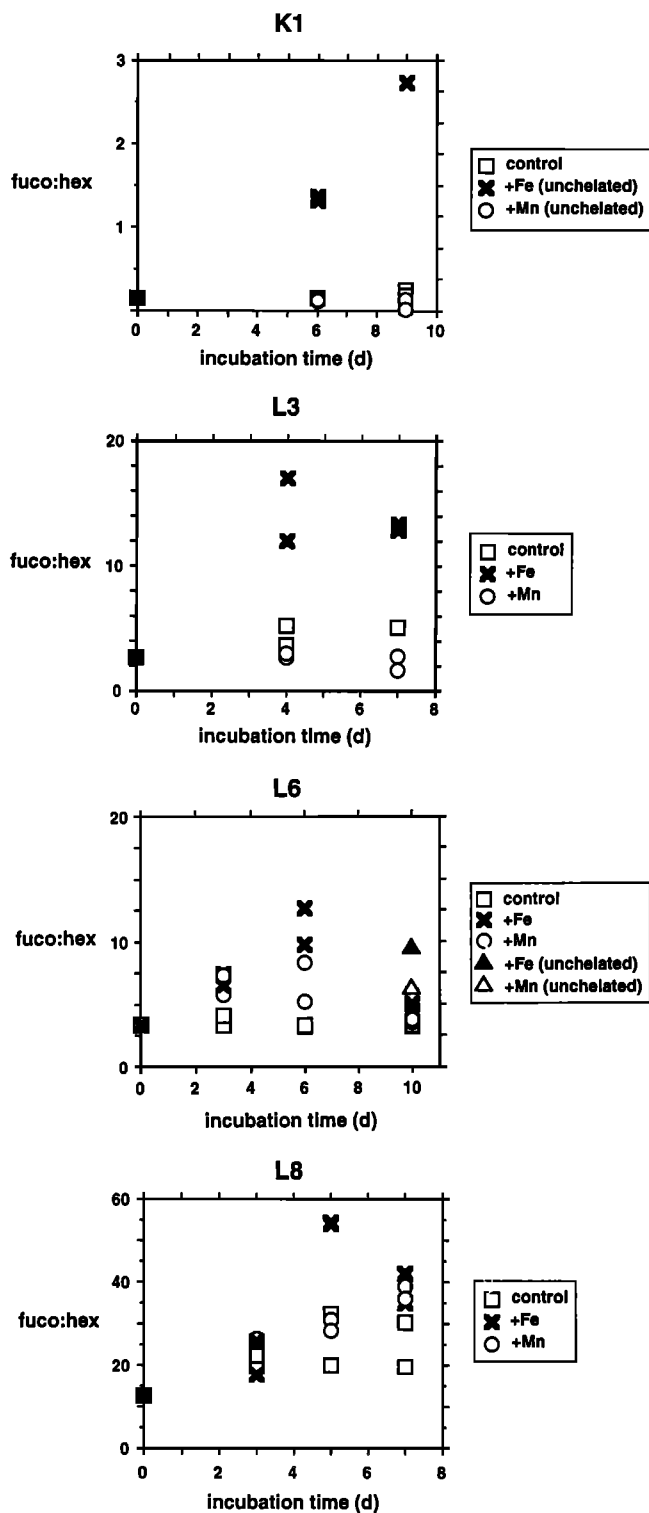 K1
3
2
1
fuco:hex
0 2 4 6 8 10
incubation time (d)
control
+Fe (unchelated)
+Mn (unchelated)
L3
20
10
0
fuco:hex
0 2 4 6 8
incubation time (d)
control
+Fe
+Mn
L6
20
10
0
fuco:hex
0 2 4 6 8 10
incubation time (d)
control
+Fe
+Mn
+Fe (unchelated)
+Mn (unchelated)
L8
60
40
20
0
fuco:hex
0 2 4 6 8
incubation time (d)
control
+Fe
+Mn